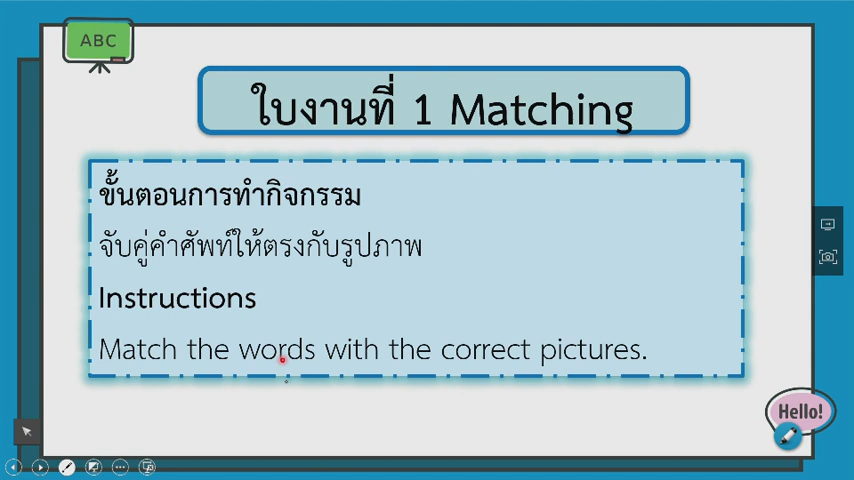 ABC
ใบงานที่ 1 Matching
ขั้นตอนการทำกิจกรรม
จับคู่คำศัพท์ให้ตรงกับรูปภาพ
Instructions
Match the words with the correct pictures.
Hello!